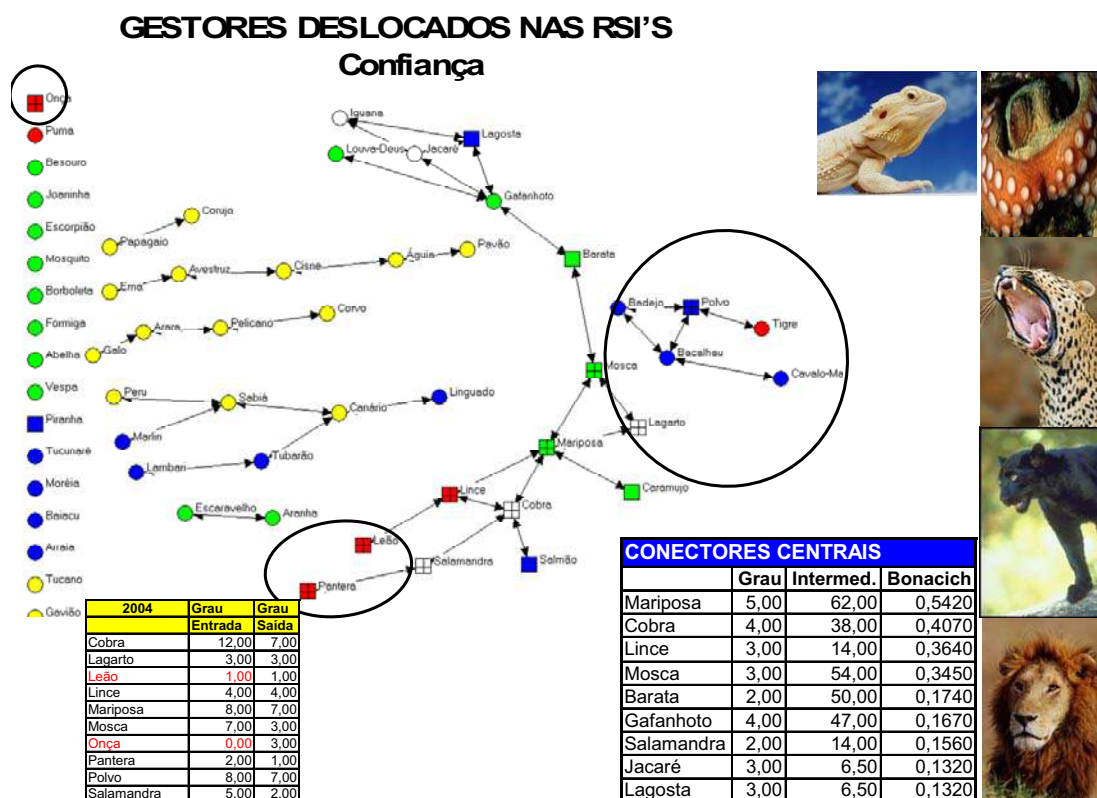 GESTORES DESLOCADOS NAS RSI'S
Confiança
Onça
Puma
Besouro
Joaninha
Escorpião
Mosquito
Borboleta
Formiga
Abelha
Vespa
Piranha
Tucunaré
Moréia
Baiacu
Arraia
Tucano
Gavião
Iguana
Lagosta
Louva-Deus
Jacaré
Gafanhoto
Coruja
Papagaio
Barata
Pavão
Águia
Cisne
Avestruz
Ema
Badejo
Polvo
Tigre
Corvo
Pelicano
Arara
Galo
Bacalhau
Cavalo-Ma
Mosca
Peru
Sabiá
Canário
Linguado
Lagarto
Marlin
Mariposa
Lambari
Tubarão
Lince
Cobra
Caramujo
Escaravelho
Aranha
Leão
Salamandra
Salmão
Pantera
2004 Grau Grau
Entrada Saída
Cobra 12,00 7,00
Lagarto 3,00 3,00
Leão 1,00 1,00
Lince 4,00 4,00
Mariposa 8,00 7,00
Mosca 7,00 3,00
Onça 0,00 3,00
Pantera 2,00 1,00
Polvo 8,00 7,00
Salamandra 5,00 2,00
CONECTORES CENTRAIS
Grau Intermed. Bonacich
Mariposa 5,00 62,00 0,5420
Cobra 4,00 38,00 0,4070
Lince 3,00 14,00 0,3640
Mosca 3,00 54,00 0,3450
Barata 2,00 50,00 0,1740
Gafanhoto 4,00 47,00 0,1670
Salamandra 2,00 14,00 0,1560
Jacaré 3,00 6,50 0,1320
Lagosta 3,00 6,50 0,1320